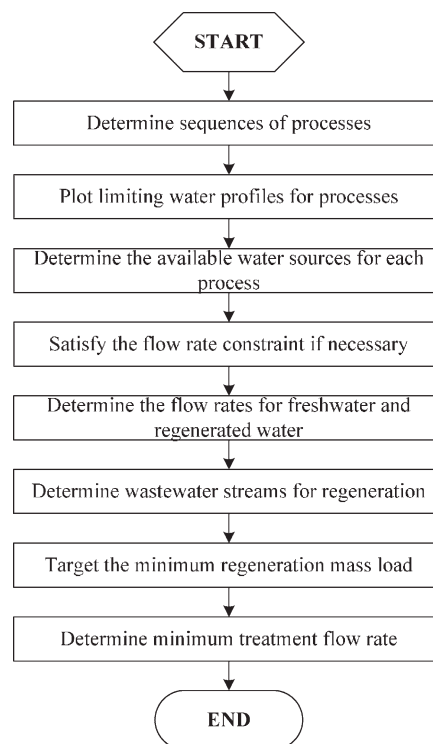 START
Determine sequences of processes
Plot limiting water profiles for processes
Determine the available water sources for each
process
Satisfy the flow rate constraint if necessary
Determine the flow rates for freshwater and
regenerated water
Determine wastewater streams for regeneration
Target the minimum regeneration mass load
Determine minimum treatment flow rate
END